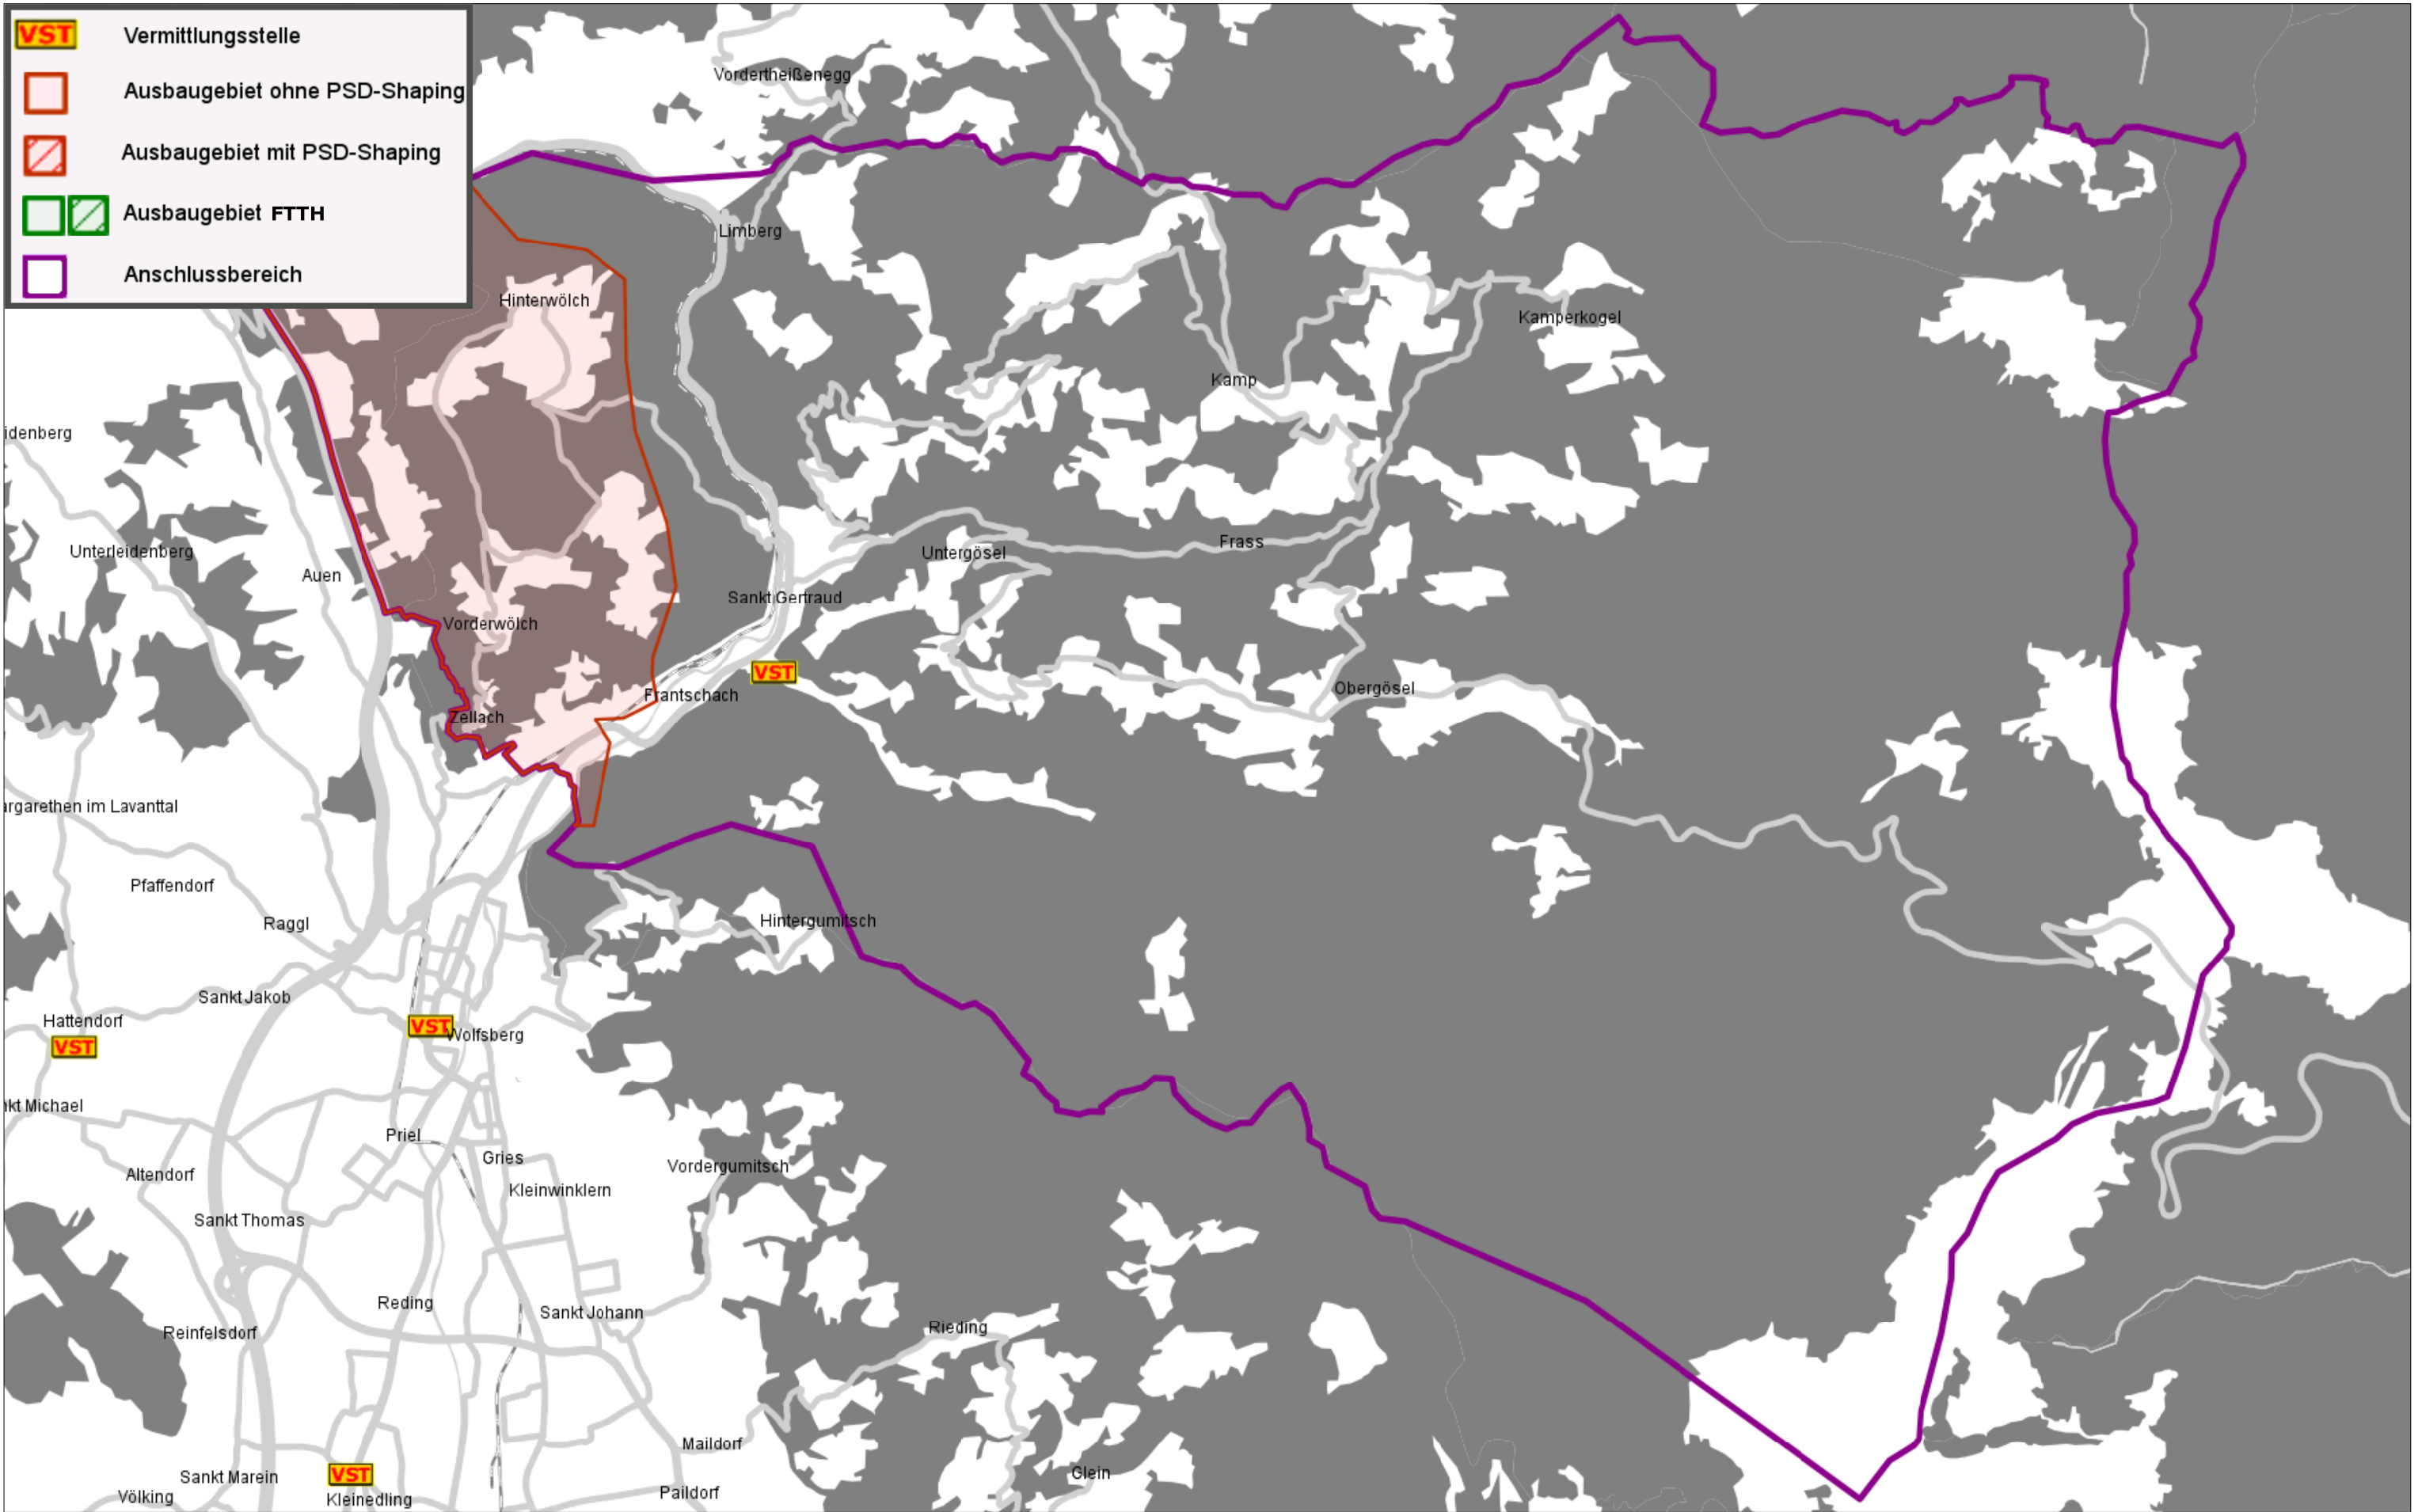 VST Vermittlungsstelle
Ausbaugebiet ohne PSD-Shaping
Ausbaugebiet mit PSD-Shaping
Ausbaugebiet FTTH
Anschlussbereich
Vordertheißenegg
Limberg
Hinterwölch
Kamperkogel
Kamp
idenberg
Frass
Unterleidenberg
Untergösel
Auen
Sankt Gertraud
Vorderwölch
VST
Obergösel
Frantschach
Zellach
argarethen im Lavanttal
Pfaffendorf
Hintergumitsch
Raggl
Sankt Jakob
Hattendorf
VST
VST
Wolfsberg
nkt Michael
Priel
Gries
Vordergumitsch
Altendorf
Kleinwinklern
Sankt Thomas
Reding
Sankt Johann
Rieding
Reinfelsdorf
Maildorf
Glein
VST
Sankt Marein
Paildorf
Völking
Kleinedling